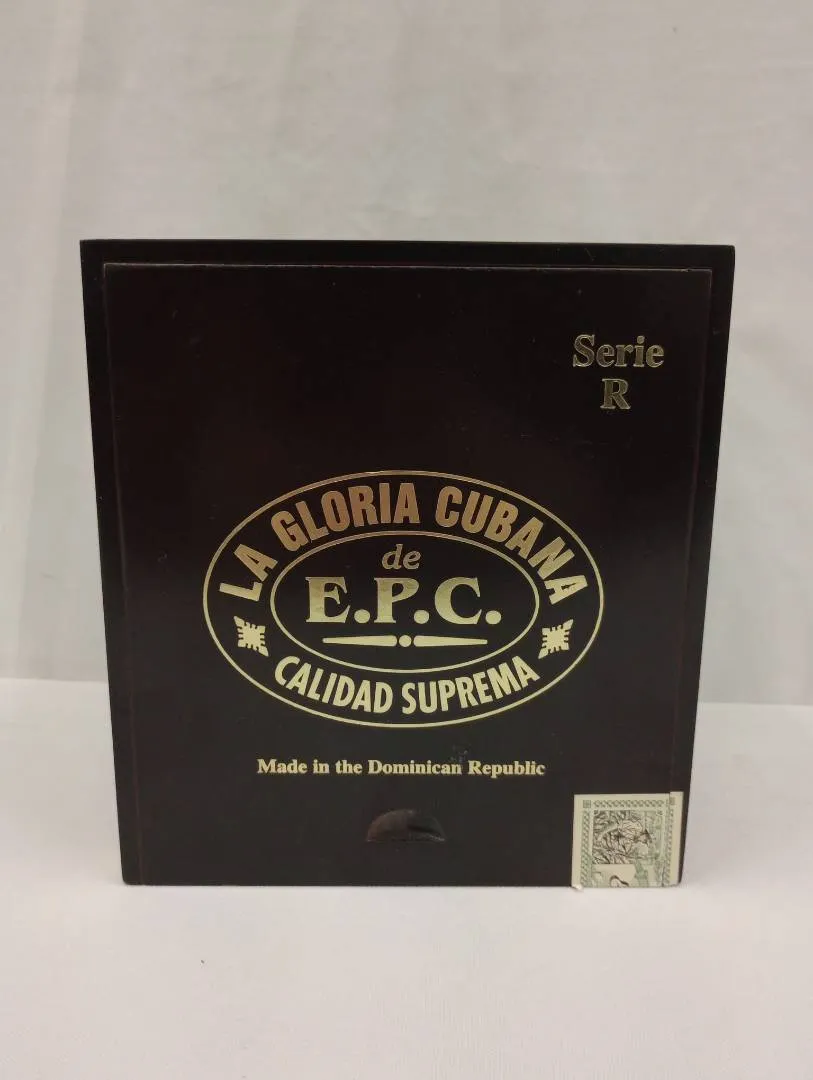 Serie
R
LA GLORIA CUBANA
de
E.P.C.
CALIDAD SUPREMA
Made in the Dominican Republic